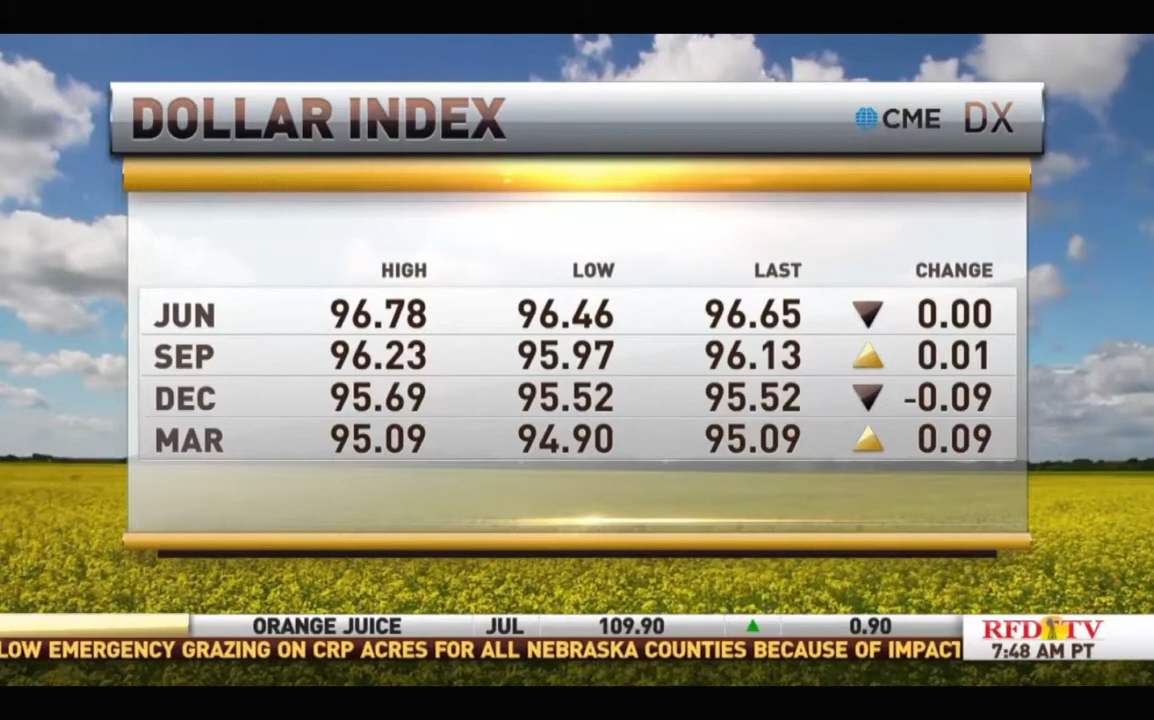 DOLLAR INDEX CME DX
HIGH LOW LAST CHANGE
JUN 96.78 96.46 96.65 0.00
SEP 96.23 95.97 96.13 0.01
DEC 95.69 95.52 95.52 -0.09
MAR 95.09 94.90 95.09 0.09
ORANGE JUICE JUL 109.90 0.90
RFD TV
LOW EMERGENCY GRAZING ON CRP ACRES FOR ALL NEBRASKA COUNTIES BECAUSE OF IMPACT
7:48 AM PT